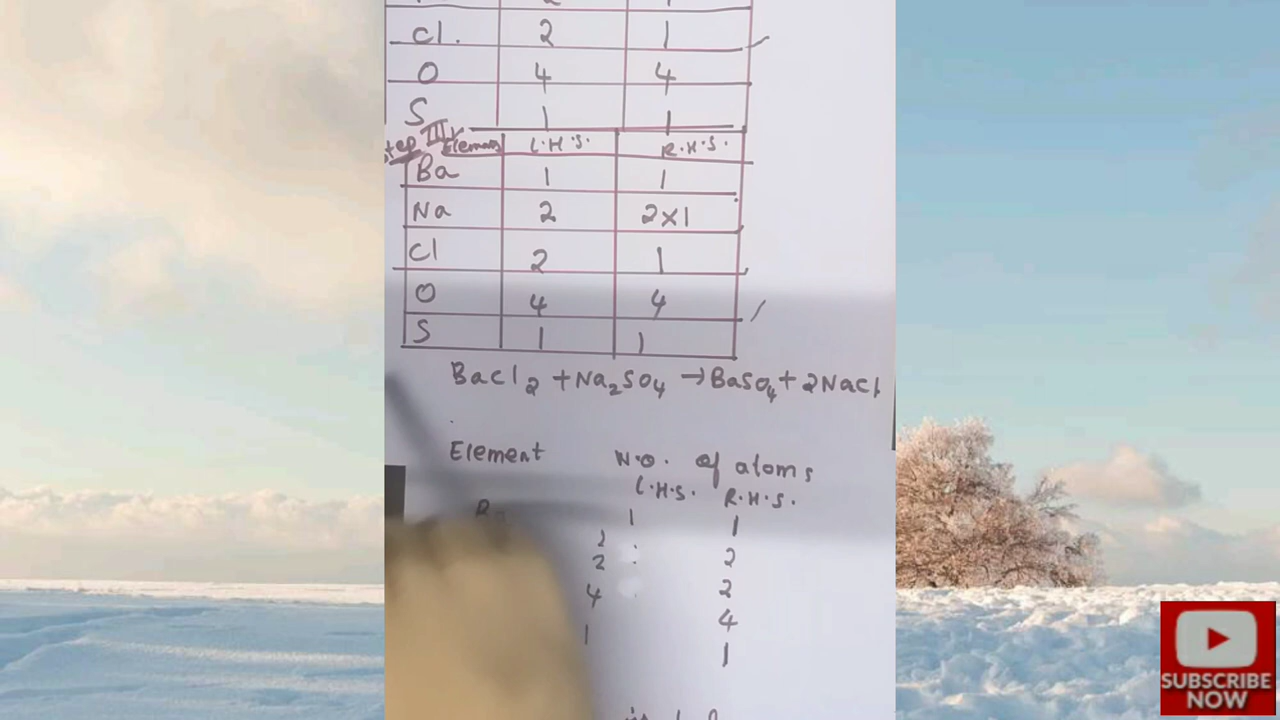 Cl. 2 1
O 4 4
S 1 1
Step III Element L.H.S. R.H.S.
Ba 1 1
Na 2 2×1
Cl 2 1
O 4 4
S 1 1
BaCl₂ + Na₂SO₄ → BaSO₄ + 2NaCl
Element N.O. of atoms
L.H.S. R.H.S.
Ba 1 1
2 2
2 2
4 4
1 1
SUBSCRIBE
NOW